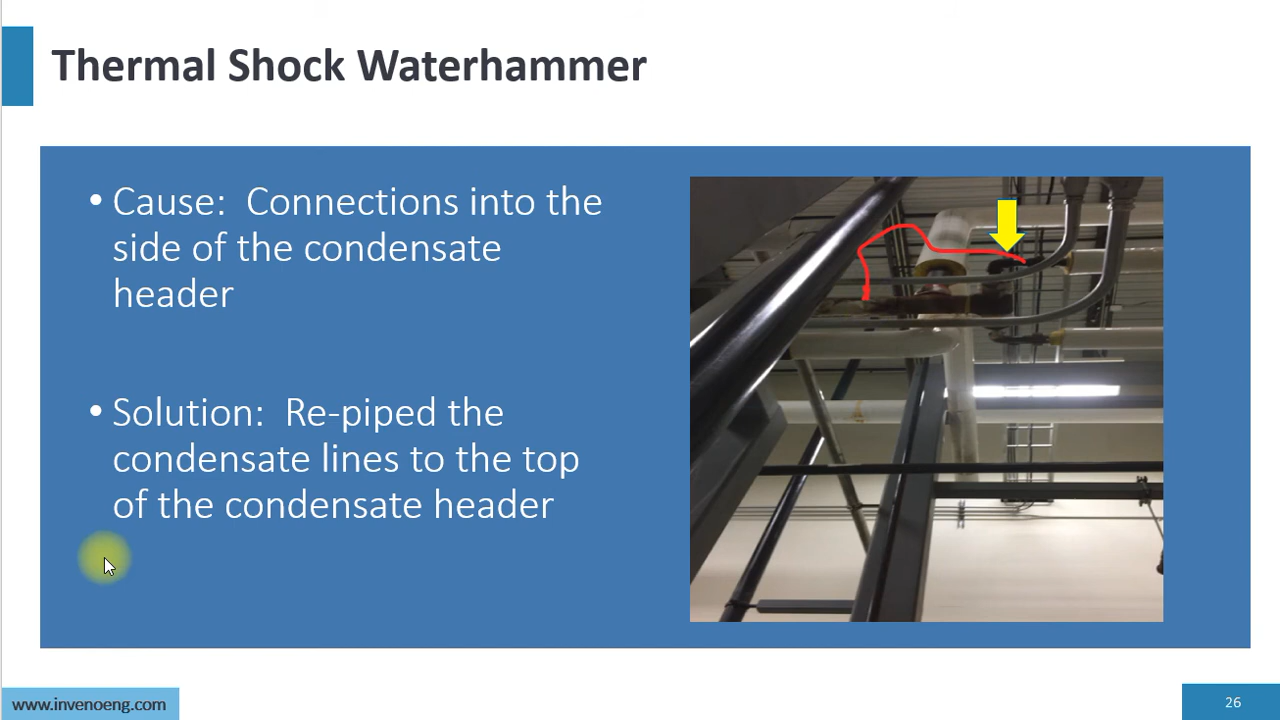 Thermal Shock Waterhammer
• Cause: Connections into the
side of the condensate
header
• Solution: Re-piped the
condensate lines to the top
of the condensate header
www.invenoeng.com
26